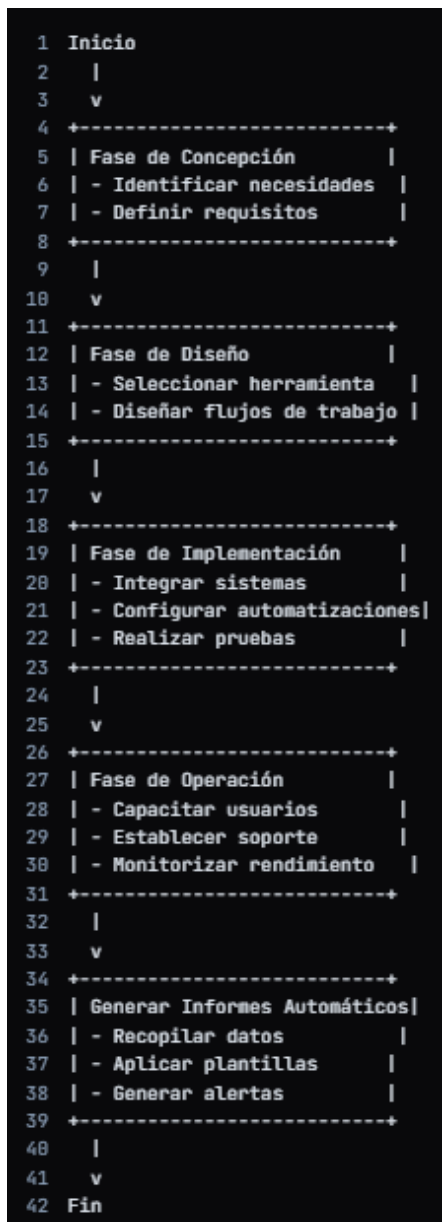 1 Inicio
2   |
3   v
4 +----------------------------+
5 | Fase de Concepción         |
6 | - Identificar necesidades  |
7 | - Definir requisitos        |
8 +----------------------------+
9   |
10   v
11 +----------------------------+
12 | Fase de Diseño             |
13 | - Seleccionar herramienta   |
14 | - Diseñar flujos de trabajo |
15 +----------------------------+
16   |
17   v
18 +----------------------------+
19 | Fase de Implementación      |
20 | - Integrar sistemas         |
21 | - Configurar automatizaciones|
22 | - Realizar pruebas          |
23 +----------------------------+
24   |
25   v
26 +----------------------------+
27 | Fase de Operación          |
28 | - Capacitar usuarios        |
29 | - Establecer soporte        |
30 | - Monitorizar rendimiento   |
31 +----------------------------+
32   |
33   v
34 +----------------------------+
35 | Generar Informes Automáticos|
36 | - Recopilar datos           |
37 | - Aplicar plantillas       |
38 | - Generar alertas          |
39 +----------------------------+
40   |
41   v
42 Fin